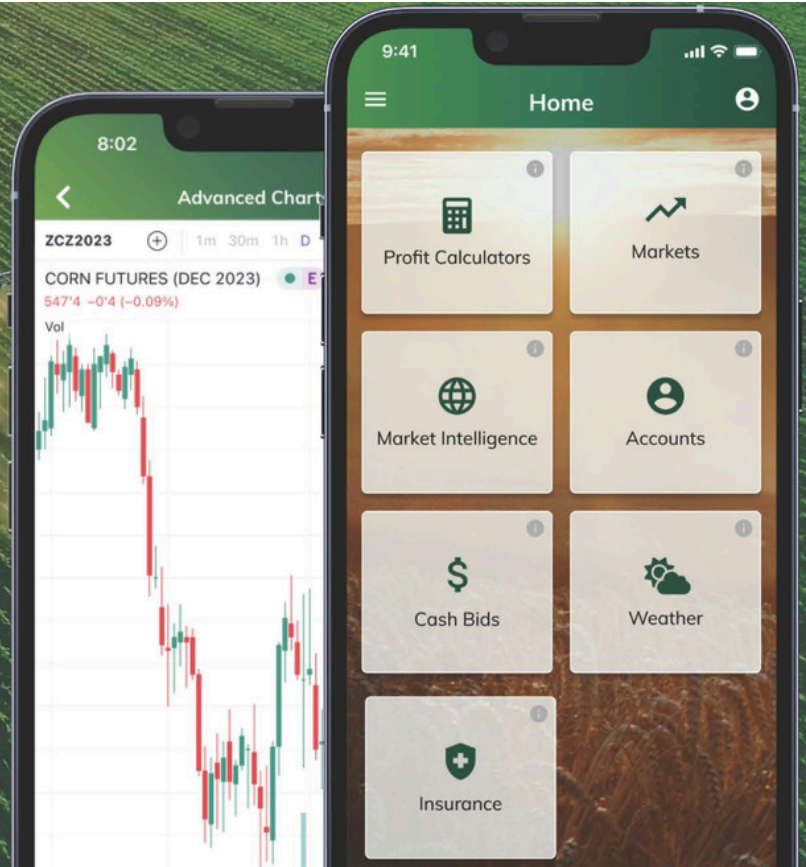 8:02
Advanced Chart
ZCZ2023
1m 30m 1h D
CORN FUTURES (DEC 2023) E
547'4 −0'4 (−0.09%)
Vol
9:41
Home
Profit Calculators
Markets
Market Intelligence
Accounts
Cash Bids
Weather
Insurance